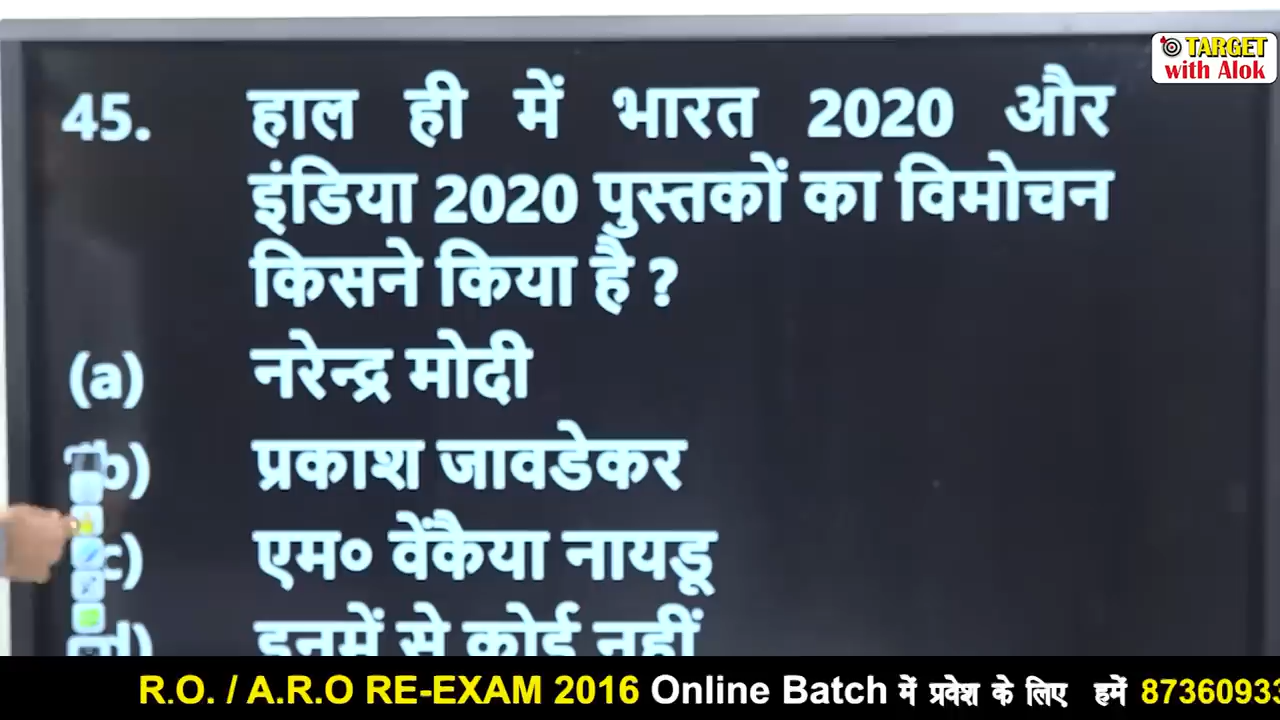 TARGET
with Alok
45. हाल ही में भारत 2020 और
इंडिया 2020 पुस्तकों का विमोचन
किसने किया है ?
(a) नरेन्द्र मोदी
(b) प्रकाश जावडेकर
(c) एम० वेंकैया नायडू
(d) इनमें से कोई नहीं
R.O. / A.R.O RE-EXAM 2016 Online Batch में प्रवेश के लिए हमें 87360933